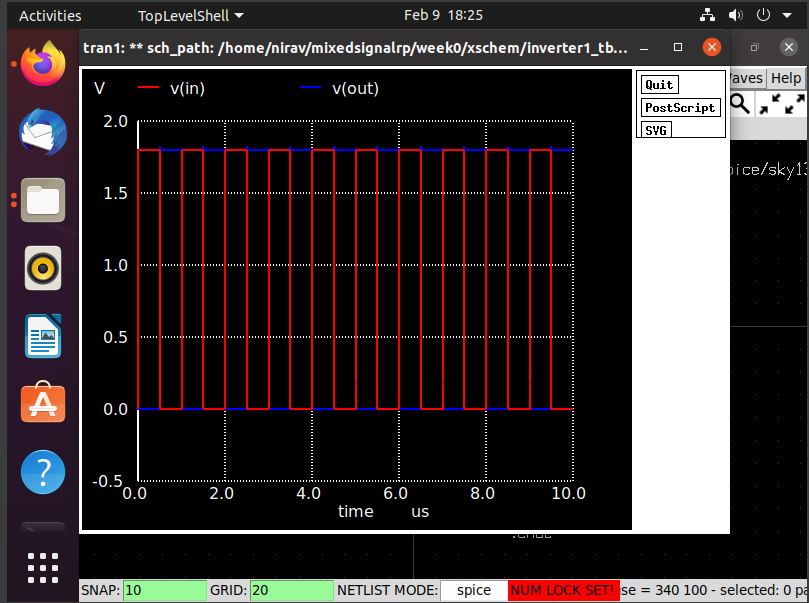 Activities TopLevelShell Feb 9 18:25
tran1: ** sch_path: /home/nirav/mixedsignalrp/week0/xschem/inverter1_tb...
Waves Help
Quit
PostScript
SVG
V v(in) v(out)
2.0
1.5
1.0
0.5
0.0
-0.5
0.0 2.0 4.0 6.0 8.0 10.0
time us
pice/sky13
SNAP: 10 GRID: 20 NETLIST MODE: spice NUM LOCK SET! se = 340 100 - selected: 0 pa